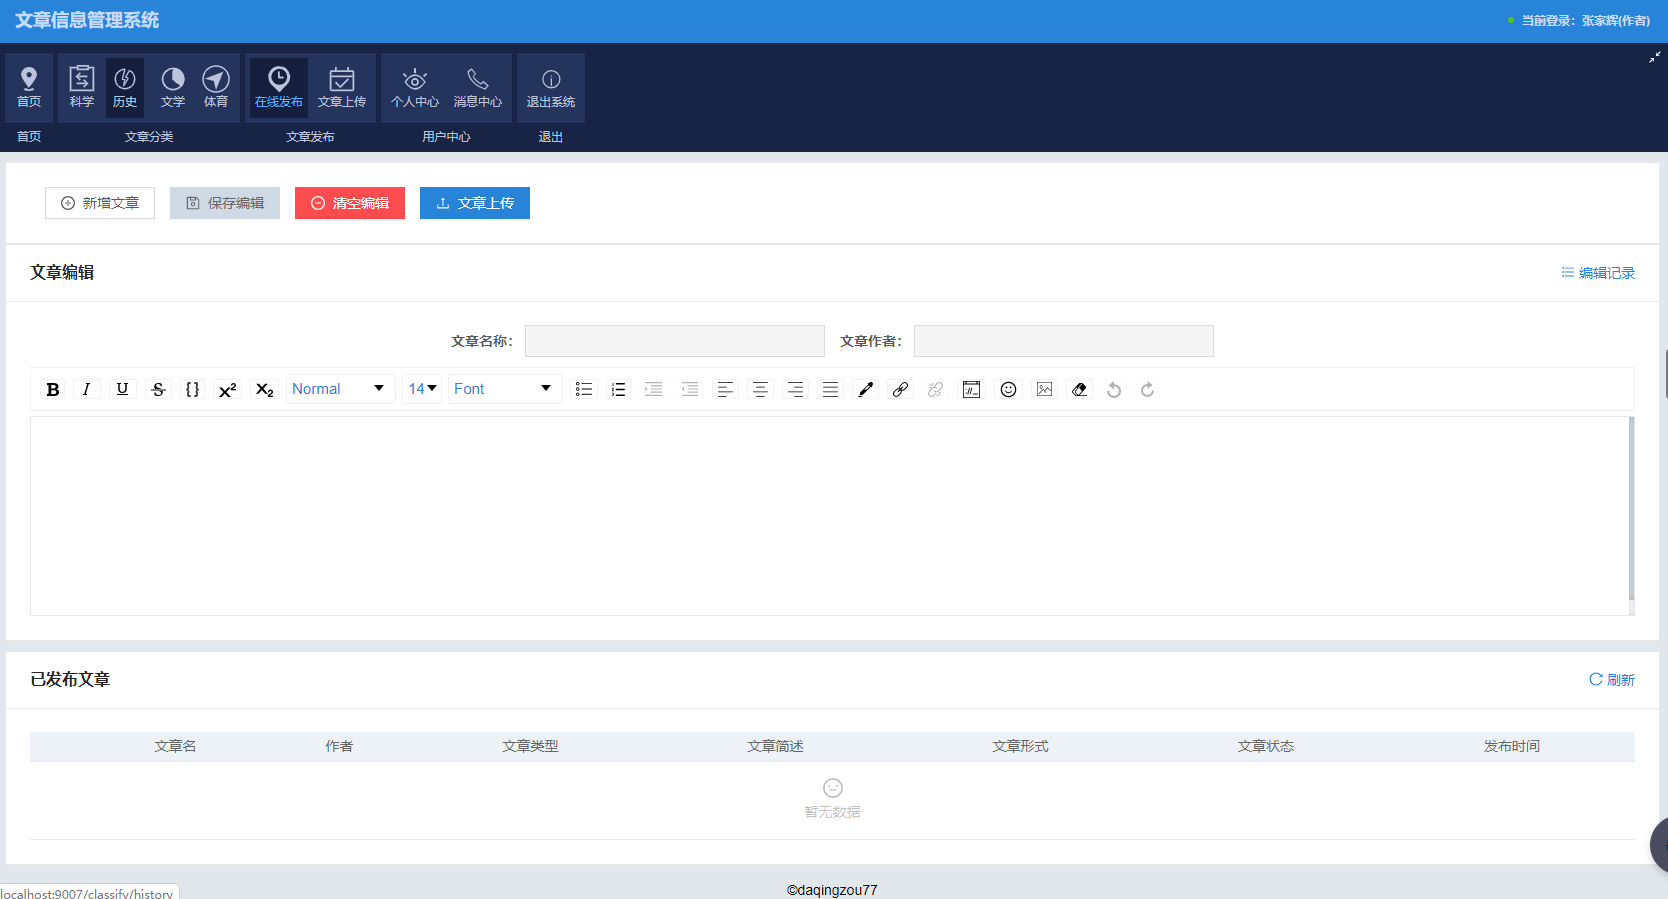 文章信息管理系统
当前登录：张家辉(作者)
首页 科学 历史 文学 体育 在线发布 文章上传 个人中心 消息中心 退出系统
首页 文章分类 文章发布 用户中心 退出
新增文章 保存编辑 清空编辑 文章上传
文章编辑 编辑记录
文章名称： 文章作者：
B I U S {} X² X₂ Normal 14 Font
已发布文章 刷新
文章名 作者 文章类型 文章简述 文章形式 文章状态 发布时间
暂无数据
©daqingzou77
localhost:9007/classify/history